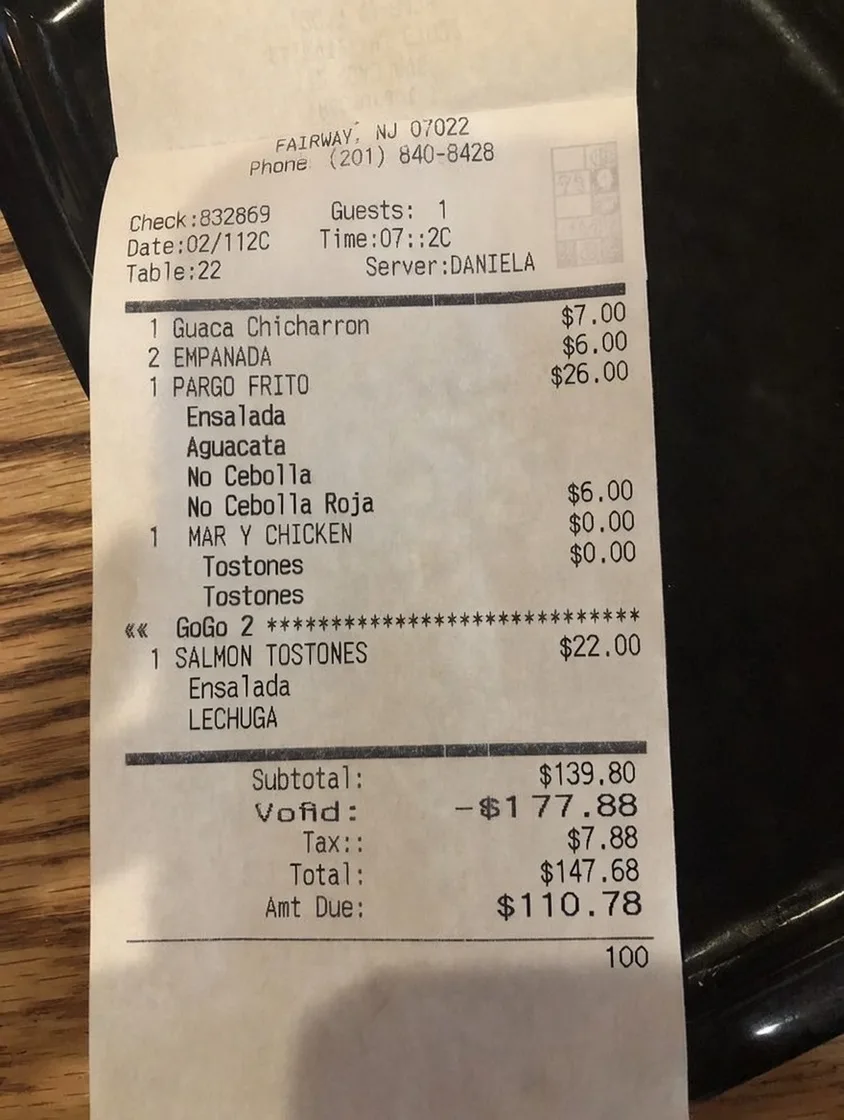 FAIRWAY, NJ 07022
Phone (201) 840-8428
Check:832869 Guests: 1
Date:02/112C Time:07::2C
Table:22 Server:DANIELA
1 Guaca Chicharron $7.00
2 EMPANADA $6.00
1 PARGO FRITO $26.00
Ensalada
Aguacata
No Cebolla
No Cebolla Roja $6.00
1 MAR Y CHICKEN $0.00
Tostones $0.00
Tostones
«« GoGo 2 *****************************
1 SALMON TOSTONES $22.00
Ensalada
LECHUGA
Subtotal: $139.80
Vofid: -$177.88
Tax:: $7.88
Total: $147.68
Amt Due: $110.78
100